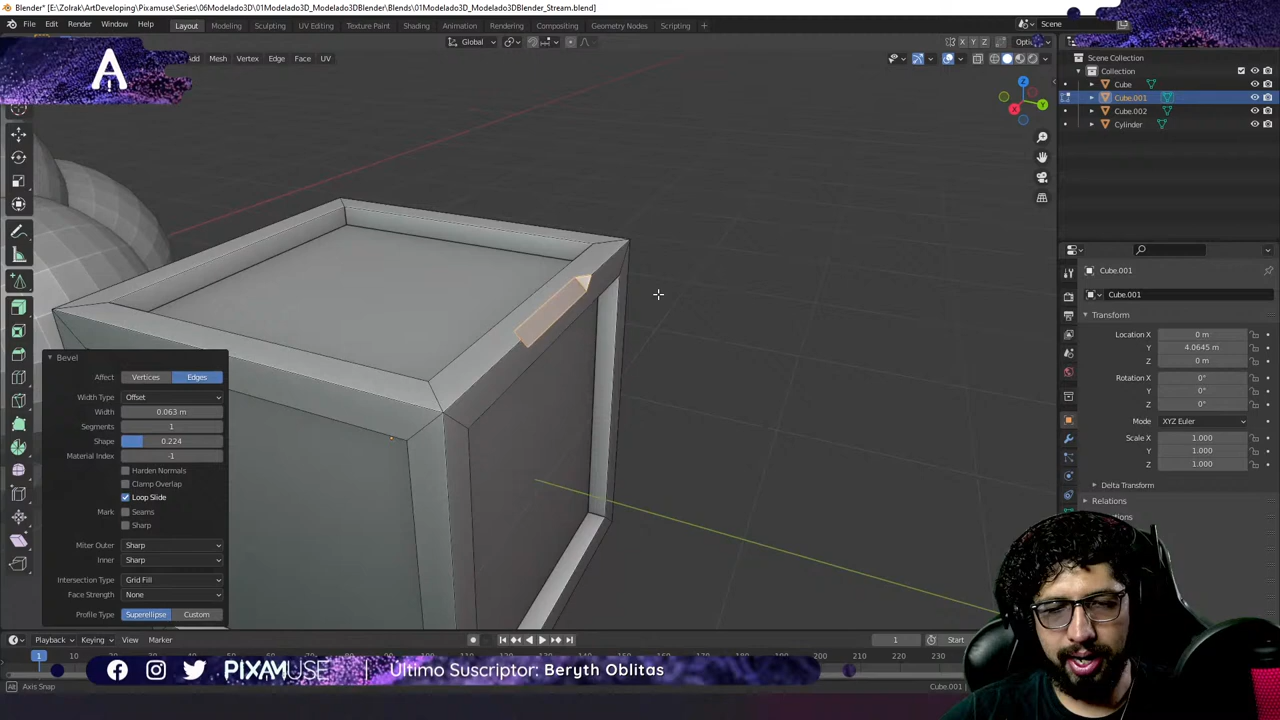 Blender* [E:\Zolrak\ArtDeveloping\Pixamuse\Series\06Modelado3D\01Modelado3D_Modelado3DBlender\Blends\01Modelado3D_Modelado3DBlender_Stream.blend]
File Edit Render Window Help Layout Modeling Sculpting UV Editing Texture Paint Shading Animation Rendering Compositing Geometry Nodes Scripting + Scene
Global X Y Z
Add Mesh Vertex Edge Face UV
Scene Collection
Collection
Cube
Cube.001
Cube.002
Cylinder
X Y Z
Cube.001
Cube.001
Transform
Location X 0 m
Y 4.0645 m
Z 0 m
Rotation X 0°
Y 0°
Z 0°
Mode XYZ Euler
Scale X 1.000
Y 1.000
Z 1.000
Delta Transform
Relations
Bevel
Affect Vertices Edges
Width Type Offset
Width 0.063 m
Segments 1
Shape 0.224
Material Index -1
Harden Normals
Clamp Overlap
Loop Slide
Mark Seams
Sharp
Miter Outer Sharp
Inner Sharp
Intersection Type Grid Fill
Face Strength None
Profile Type Superellipse Custom
Playback Keying View Marker 1 Start
1 10 20
PIXAMUSE Último Suscriptor: Beryth Oblitas
Axis Snap Cube.001